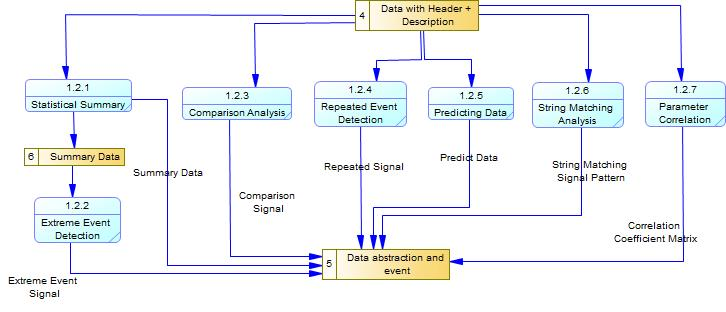 4
Data with Header +
Description
1.2.1
Statistical Summary
1.2.3
Comparison Analysis
1.2.4
Repeated Event
Detection
1.2.5
Predicting Data
1.2.6
String Matching
Analysis
1.2.7
Parameter
Correlation
6 Summary Data
Summary Data
Repeated Signal
Predict Data
String Matching
Signal Pattern
1.2.2
Extreme Event
Detection
Comparison
Signal
Correlation
Coefficient Matrix
5
Data abstraction and
event
Extreme Event
Signal